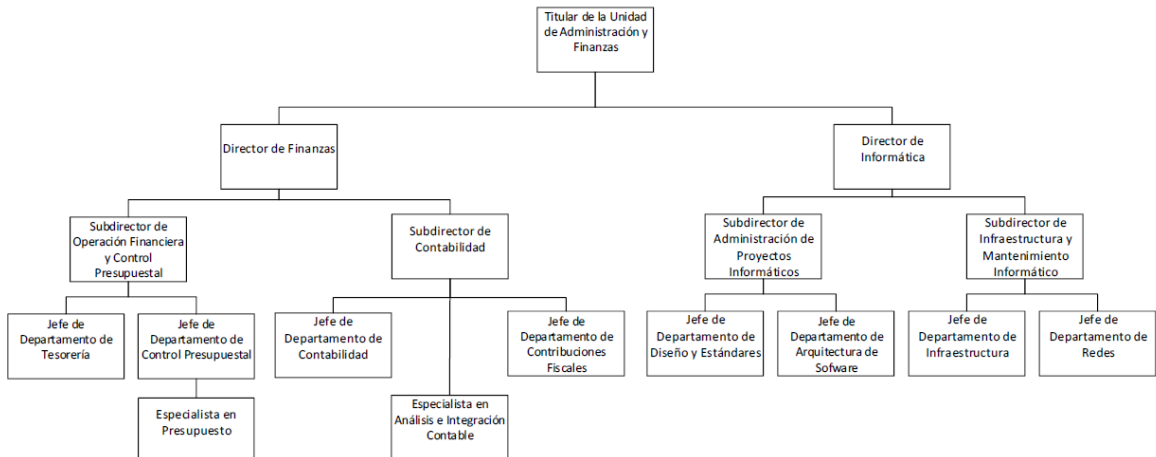 Titular de la Unidad
de Administración y
Finanzas
Director de Finanzas
Director de
Informática
Subdirector de
Operación Financiera
y Control
Presupuestal
Subdirector de
Contabilidad
Subdirector de
Administración de
Proyectos
Informáticos
Subdirector de
Infraestructura y
Mantenimiento
Informático
Jefe de
Departamento de
Tesorería
Jefe de
Departamento de
Control Presupuestal
Jefe de
Departamento de
Contabilidad
Jefe de
Departamento de
Contribuciones
Fiscales
Jefe de
Departamento de
Diseño y Estándares
Jefe de
Departamento de
Arquitectura de
Sofware
Jefe de
Departamento de
Infraestructura
Jefe de
Departamento de
Redes
Especialista en
Presupuesto
Especialista en
Análisis e Integración
Contable